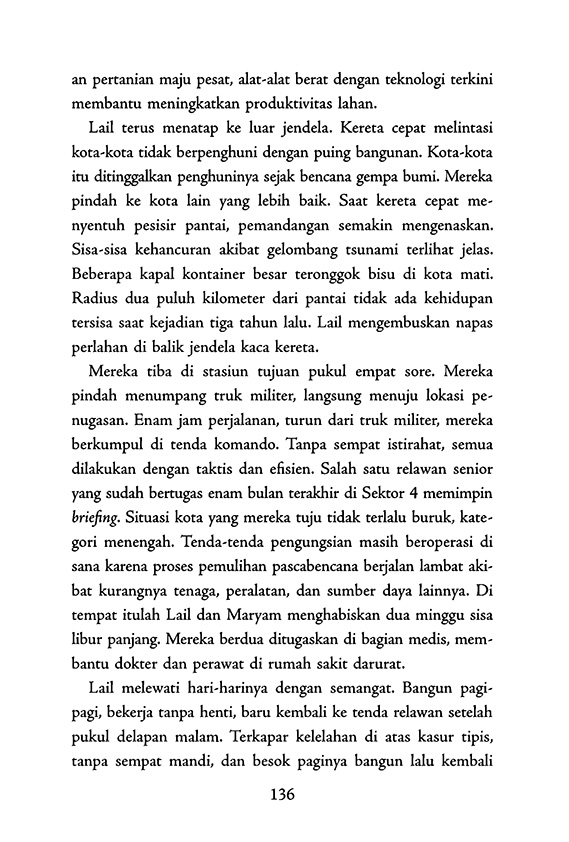 an pertanian maju pesat, alat-alat berat dengan teknologi terkini
membantu meningkatkan produktivitas lahan.
Lail terus menatap ke luar jendela. Kereta cepat melintasi
kota-kota tidak berpenghuni dengan puing bangunan. Kota-kota
itu ditinggalkan penghuninya sejak bencana gempa bumi. Mereka
pindah ke kota lain yang lebih baik. Saat kereta cepat me-
nyentuh pesisir pantai, pemandangan semakin mengenaskan.
Sisa-sisa kehancuran akibat gelombang tsunami terlihat jelas.
Beberapa kapal kontainer besar teronggok bisu di kota mati.
Radius dua puluh kilometer dari pantai tidak ada kehidupan
tersisa saat kejadian tiga tahun lalu. Lail mengembuskan napas
perlahan di balik jendela kaca kereta.
Mereka tiba di stasiun tujuan pukul empat sore. Mereka
pindah menumpang truk militer, langsung menuju lokasi pe-
nugasan. Enam jam perjalanan, turun dari truk militer, mereka
berkumpul di tenda komando. Tanpa sempat istirahat, semua
dilakukan dengan taktis dan efisien. Salah satu relawan senior
yang sudah bertugas enam bulan terakhir di Sektor 4 memimpin
briefing. Situasi kota yang mereka tuju tidak terlalu buruk, kate-
gori menengah. Tenda-tenda pengungsian masih beroperasi di
sana karena proses pemulihan pascabencana berjalan lambat aki-
bat kurangnya tenaga, peralatan, dan sumber daya lainnya. Di
tempat itulah Lail dan Maryam menghabiskan dua minggu sisa
libur panjang. Mereka berdua ditugaskan di bagian medis, mem-
bantu dokter dan perawat di rumah sakit darurat.
Lail melewati hari-harinya dengan semangat. Bangun pagi-
pagi, bekerja tanpa henti, baru kembali ke tenda relawan setelah
pukul delapan malam. Terkapar kelelahan di atas kasur tipis,
tanpa sempat mandi, dan besok paginya bangun lalu kembali
136